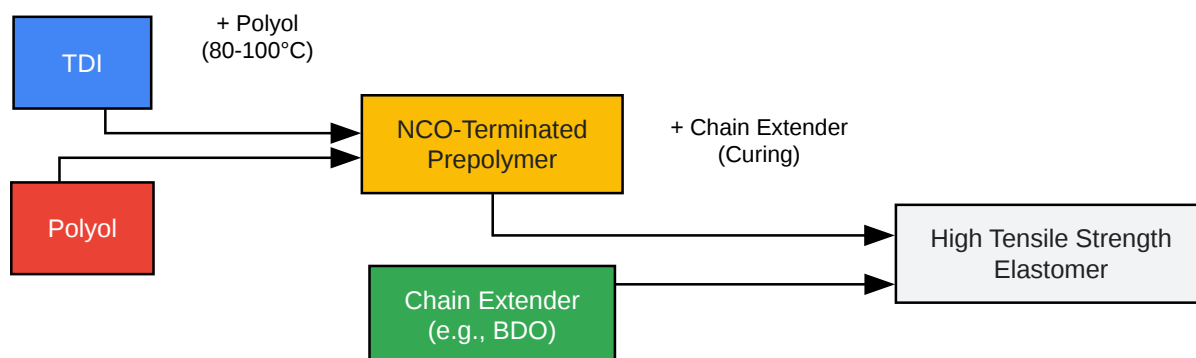 TDI
+ Polyol
(80-100°C)
Polyol
NCO-Terminated
Prepolymer
+ Chain Extender
(Curing)
Chain Extender
(e.g., BDO)
High Tensile Strength
Elastomer